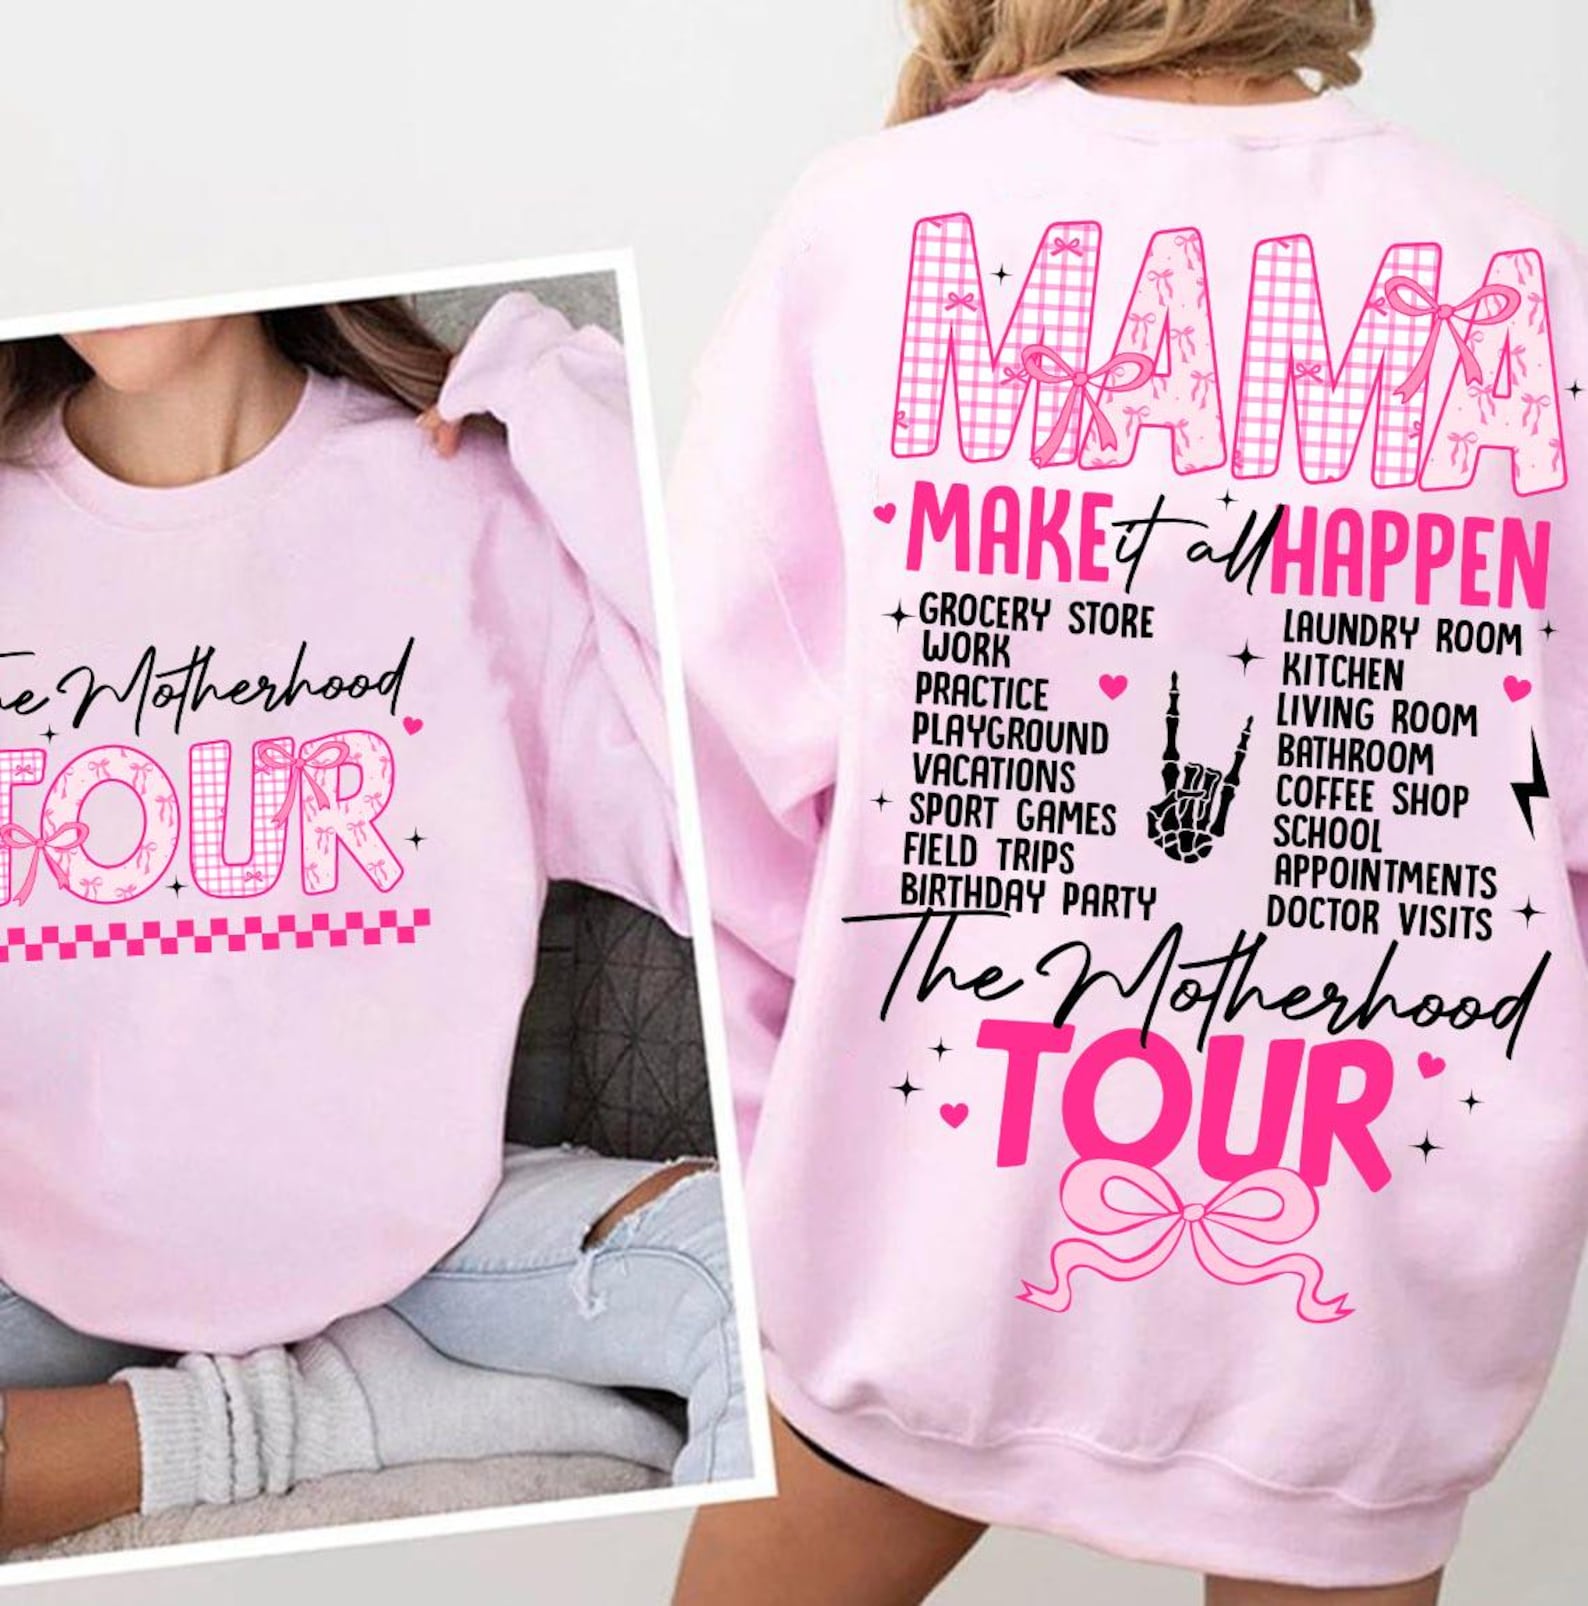 The Motherhood
TOUR
MAMA
MAKE it all HAPPEN
GROCERY STORE
WORK
PRACTICE
PLAYGROUND
VACATIONS
SPORT GAMES
FIELD TRIPS
BIRTHDAY PARTY
LAUNDRY ROOM
KITCHEN
LIVING ROOM
BATHROOM
COFFEE SHOP
SCHOOL
APPOINTMENTS
DOCTOR VISITS
The Motherhood
TOUR